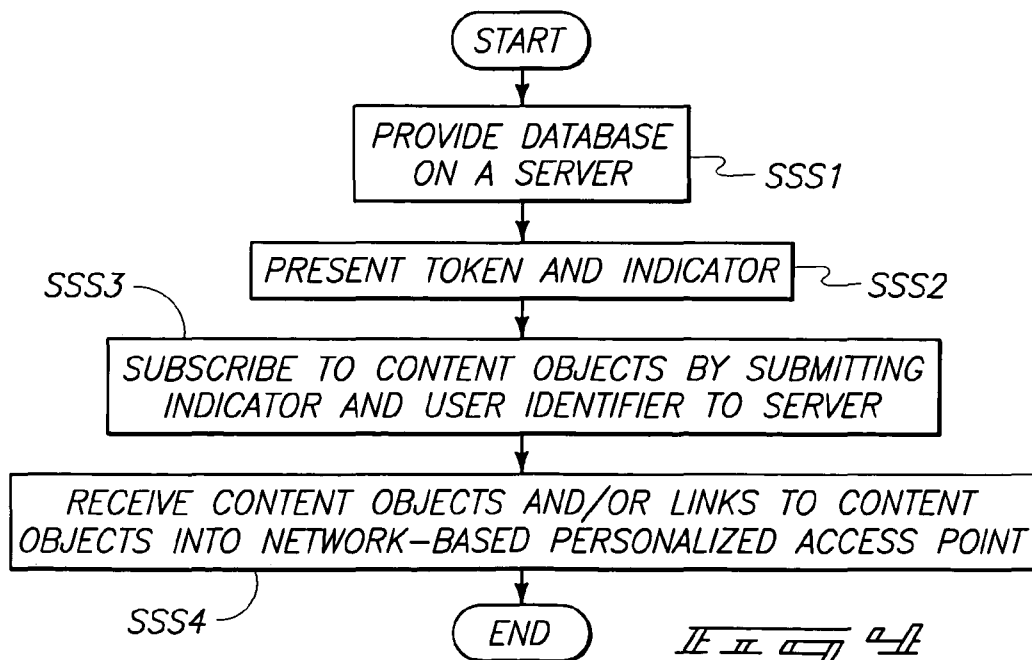 START
PROVIDE DATABASE
ON A SERVER
SSS1
PRESENT TOKEN AND INDICATOR
SSS2
SSS3
SUBSCRIBE TO CONTENT OBJECTS BY SUBMITTING
INDICATOR AND USER IDENTIFIER TO SERVER
RECEIVE CONTENT OBJECTS AND/OR LINKS TO CONTENT
OBJECTS INTO NETWORK-BASED PERSONALIZED ACCESS POINT
SSS4
END
FIG 4